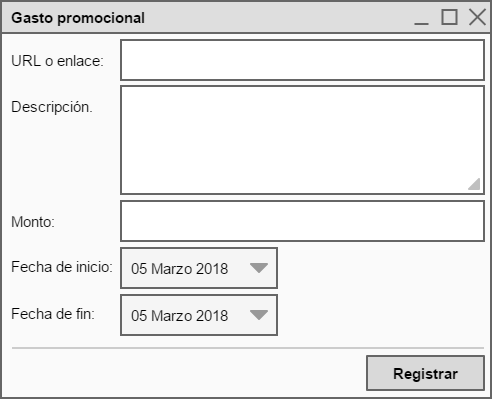 Gasto promocional
URL o enlace:
Descripción.
Monto:
Fecha de inicio: 05 Marzo 2018
Fecha de fin: 05 Marzo 2018
Registrar